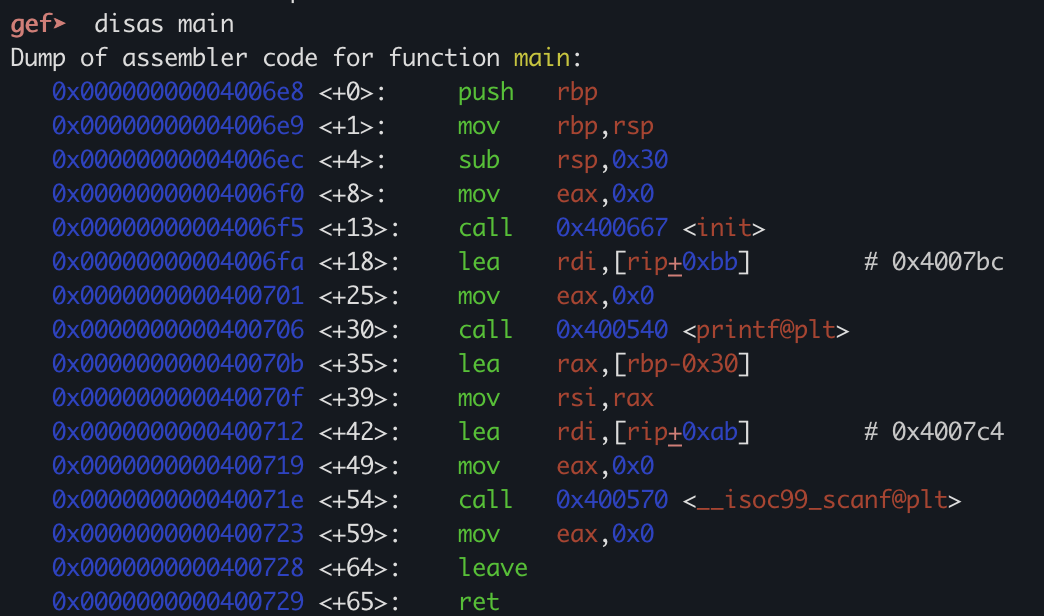 gef➤  disas main
Dump of assembler code for function main:
   0x00000000004006e8 <+0>:     push   rbp
   0x00000000004006e9 <+1>:     mov    rbp,rsp
   0x00000000004006ec <+4>:     sub    rsp,0x30
   0x00000000004006f0 <+8>:     mov    eax,0x0
   0x00000000004006f5 <+13>:    call   0x400667 <init>
   0x00000000004006fa <+18>:    lea    rdi,[rip+0xbb]        # 0x4007bc
   0x0000000000400701 <+25>:    mov    eax,0x0
   0x0000000000400706 <+30>:    call   0x400540 <printf@plt>
   0x000000000040070b <+35>:    lea    rax,[rbp-0x30]
   0x000000000040070f <+39>:    mov    rsi,rax
   0x0000000000400712 <+42>:    lea    rdi,[rip+0xab]        # 0x4007c4
   0x0000000000400719 <+49>:    mov    eax,0x0
   0x000000000040071e <+54>:    call   0x400570 <__isoc99_scanf@plt>
   0x0000000000400723 <+59>:    mov    eax,0x0
   0x0000000000400728 <+64>:    leave
   0x0000000000400729 <+65>:    ret